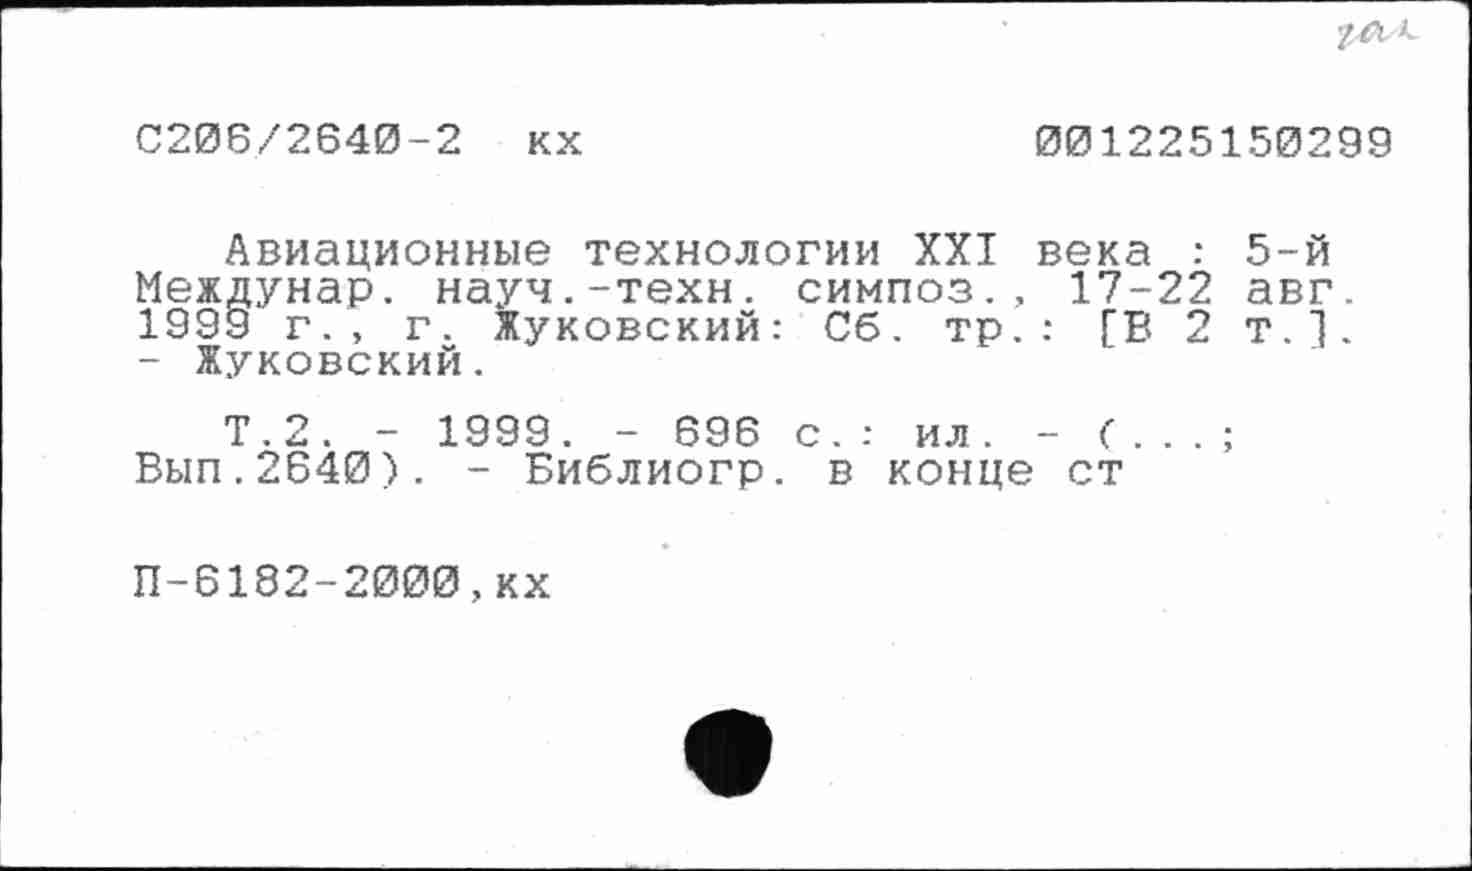 С206/2640-2 кх 001225150299
Авиационные технологии XXI века : 5-й
Междунар. науч.-техн. симпоз., 17-22 авг.
1999 г., г. Жуковский: Сб. тр.: [В 2 т.].
- Жуковский.
Т.2. - 1999. - 696 с.: ил. - (...;
Вып.2640). - Библиогр. в конце ст
П-6182-2000,кх